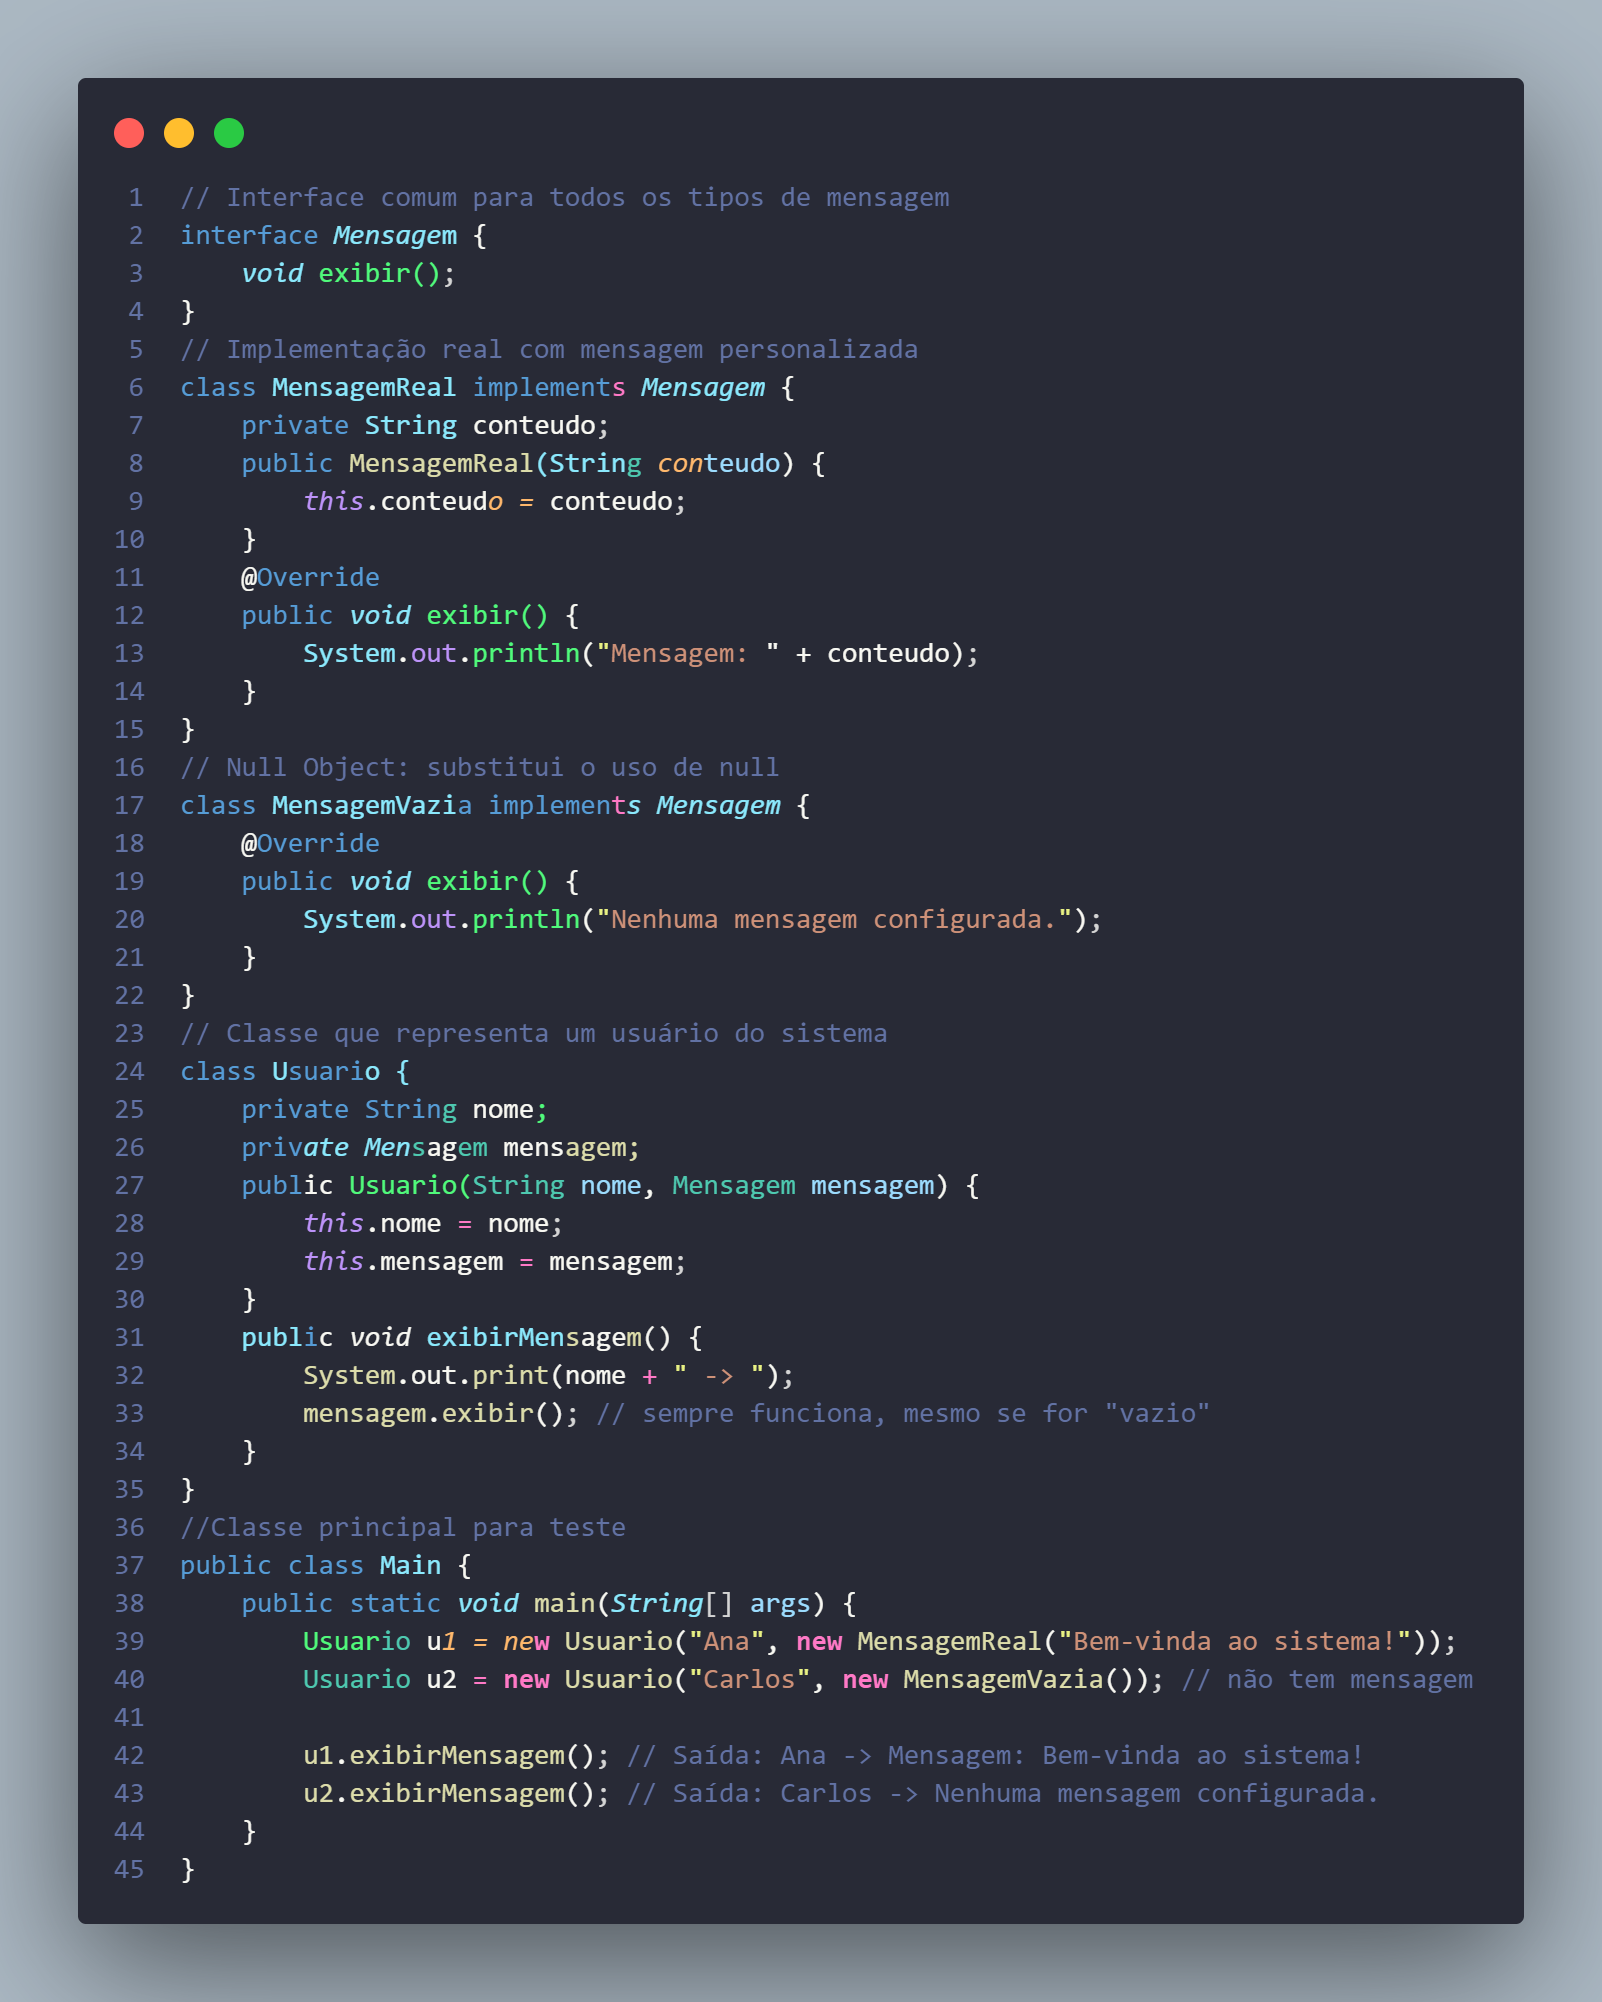 1 // Interface comum para todos os tipos de mensagem
2 interface Mensagem {
3     void exibir();
4 }
5 // Implementação real com mensagem personalizada
6 class MensagemReal implements Mensagem {
7     private String conteudo;
8     public MensagemReal(String conteudo) {
9         this.conteudo = conteudo;
10     }
11     @Override
12     public void exibir() {
13         System.out.println("Mensagem: " + conteudo);
14     }
15 }
16 // Null Object: substitui o uso de null
17 class MensagemVazia implements Mensagem {
18     @Override
19     public void exibir() {
20         System.out.println("Nenhuma mensagem configurada.");
21     }
22 }
23 // Classe que representa um usuário do sistema
24 class Usuario {
25     private String nome;
26     private Mensagem mensagem;
27     public Usuario(String nome, Mensagem mensagem) {
28         this.nome = nome;
29         this.mensagem = mensagem;
30     }
31     public void exibirMensagem() {
32         System.out.print(nome + " -> ");
33         mensagem.exibir(); // sempre funciona, mesmo se for "vazio"
34     }
35 }
36 //Classe principal para teste
37 public class Main {
38     public static void main(String[] args) {
39         Usuario u1 = new Usuario("Ana", new MensagemReal("Bem-vinda ao sistema!"));
40         Usuario u2 = new Usuario("Carlos", new MensagemVazia()); // não tem mensagem
41
42         u1.exibirMensagem(); // Saída: Ana -> Mensagem: Bem-vinda ao sistema!
43         u2.exibirMensagem(); // Saída: Carlos -> Nenhuma mensagem configurada.
44     }
45 }